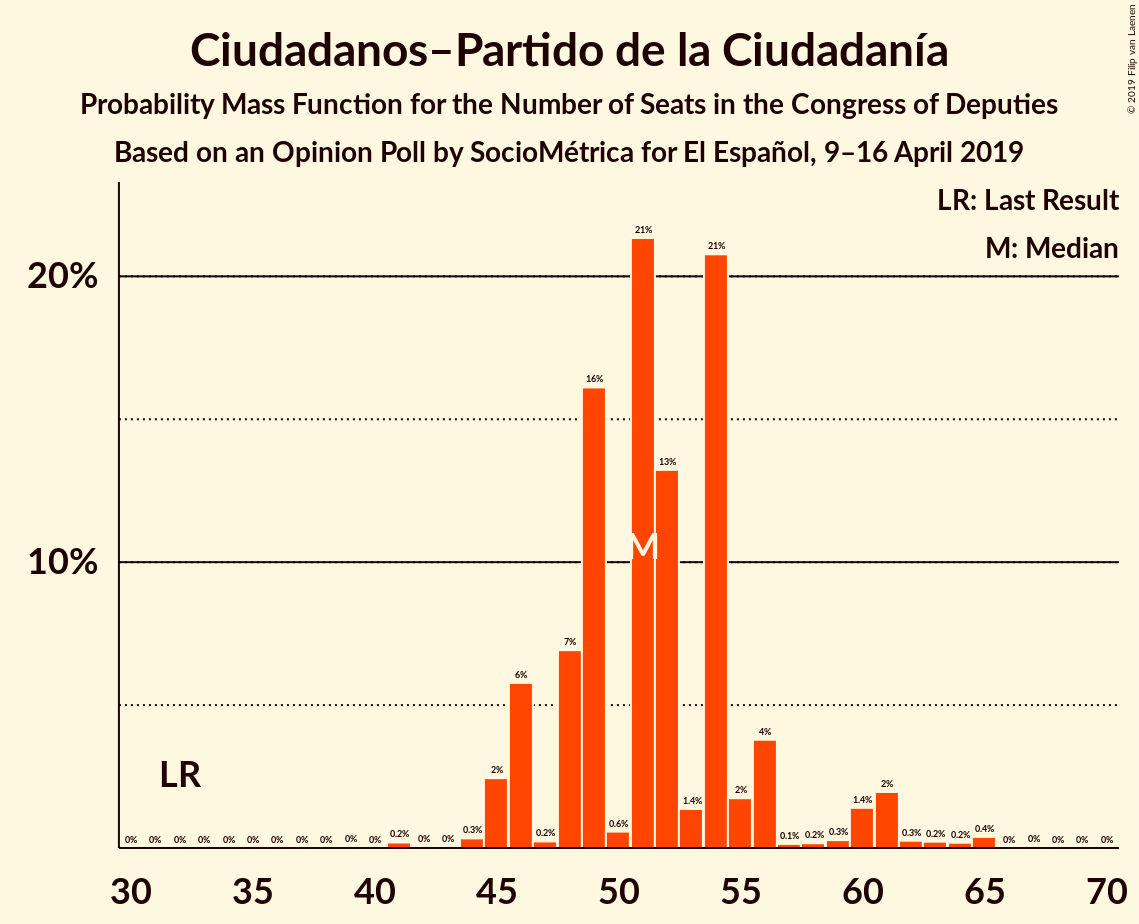 Ciudadanos–Partido de la Ciudadanía
Probability Mass Function for the Number of Seats in the Congress of Deputies
Based on an Opinion Poll by SocioMétrica for El Español, 9–16 April 2019
© 2019 Filip van Laenen
LR: Last Result
M: Median
20%
10%
LR
M
0% 0% 0% 0% 0% 0% 0% 0% 0% 0% 0% 0.2% 0% 0% 0.3% 2% 6% 0.2% 7% 16% 0.6% 21% 13% 1.4% 21% 2% 4% 0.1% 0.2% 0.3% 1.4% 2% 0.3% 0.2% 0.2% 0.4% 0% 0% 0% 0% 0%
30 35 40 45 50 55 60 65 70